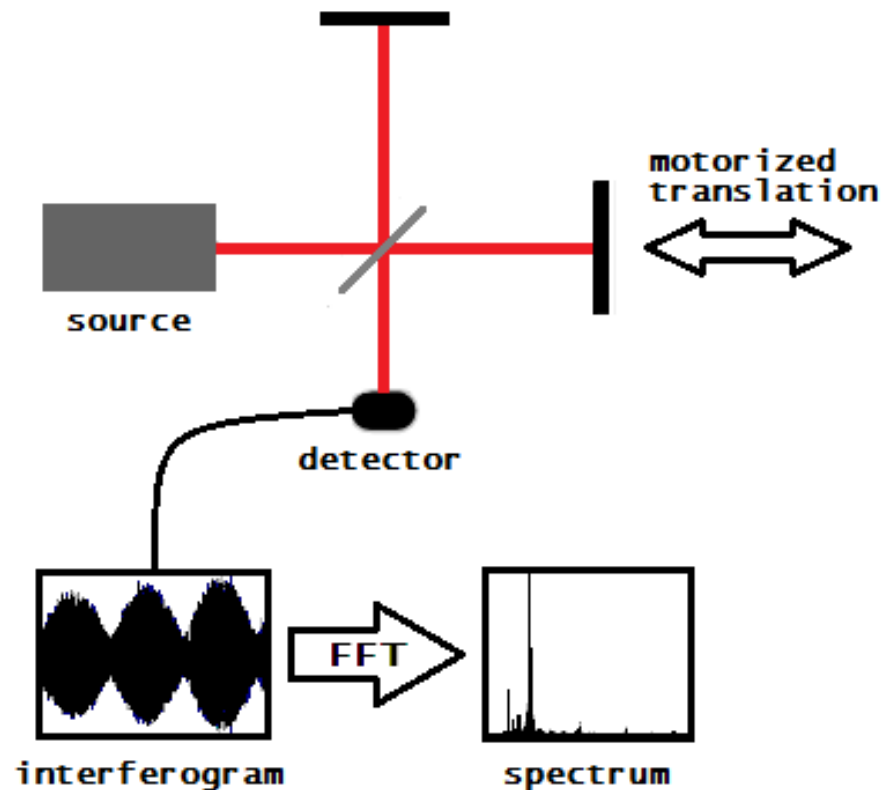 motorized
translation
source
detector
FFT
interferogram
spectrum